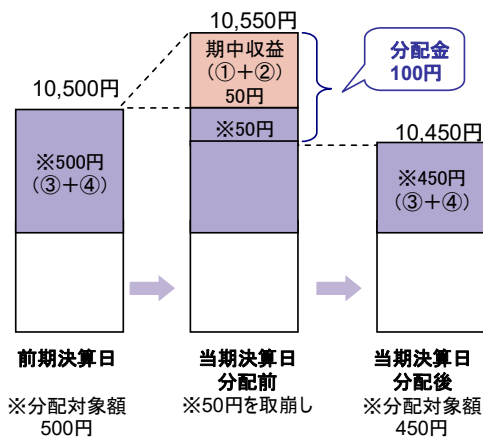 10,550円
期中収益
(①+②)
50円
分配金
100円
10,500円
※50円
10,450円
※500円
(③+④)
※450円
(③+④)
前期決算日
当期決算日
分配前
当期決算日
分配後
※分配対象額
500円
※50円を取崩し
※分配対象額
450円